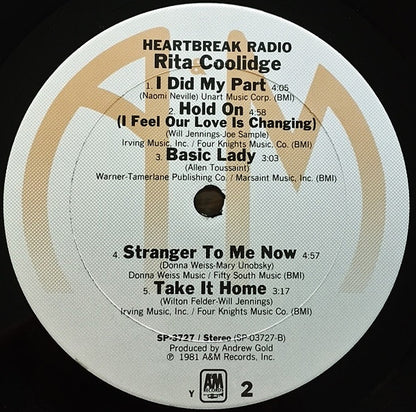 HEARTBREAK RADIO
Rita Coolidge
1. I Did My Part 4:05
(Naomi Neville) Unart Music Corp. (BMI)
2. Hold On 4:58
(I Feel Our Love Is Changing)
(Will Jennings-Joe Sample)
Irving Music, Inc. / Four Knights Music Co. (BMI)
3. Basic Lady 3:03
(Allen Toussaint)
Warner-Tamerlane Publishing Co. / Marsaint Music, Inc. (BMI)
4. Stranger To Me Now 4:57
(Donna Weiss-Mary Unobsky)
Donna Weiss Music / Fifty South Music (BMI)
5. Take It Home 3:17
(Wilton Felder-Will Jennings)
Irving Music, Inc. / Four Knights Music Co. (BMI)
SP-3727 / Stereo (SP-03727-B)
Produced by Andrew Gold
℗ 1981 A&M Records, Inc.
Y A&M RECORDS 2